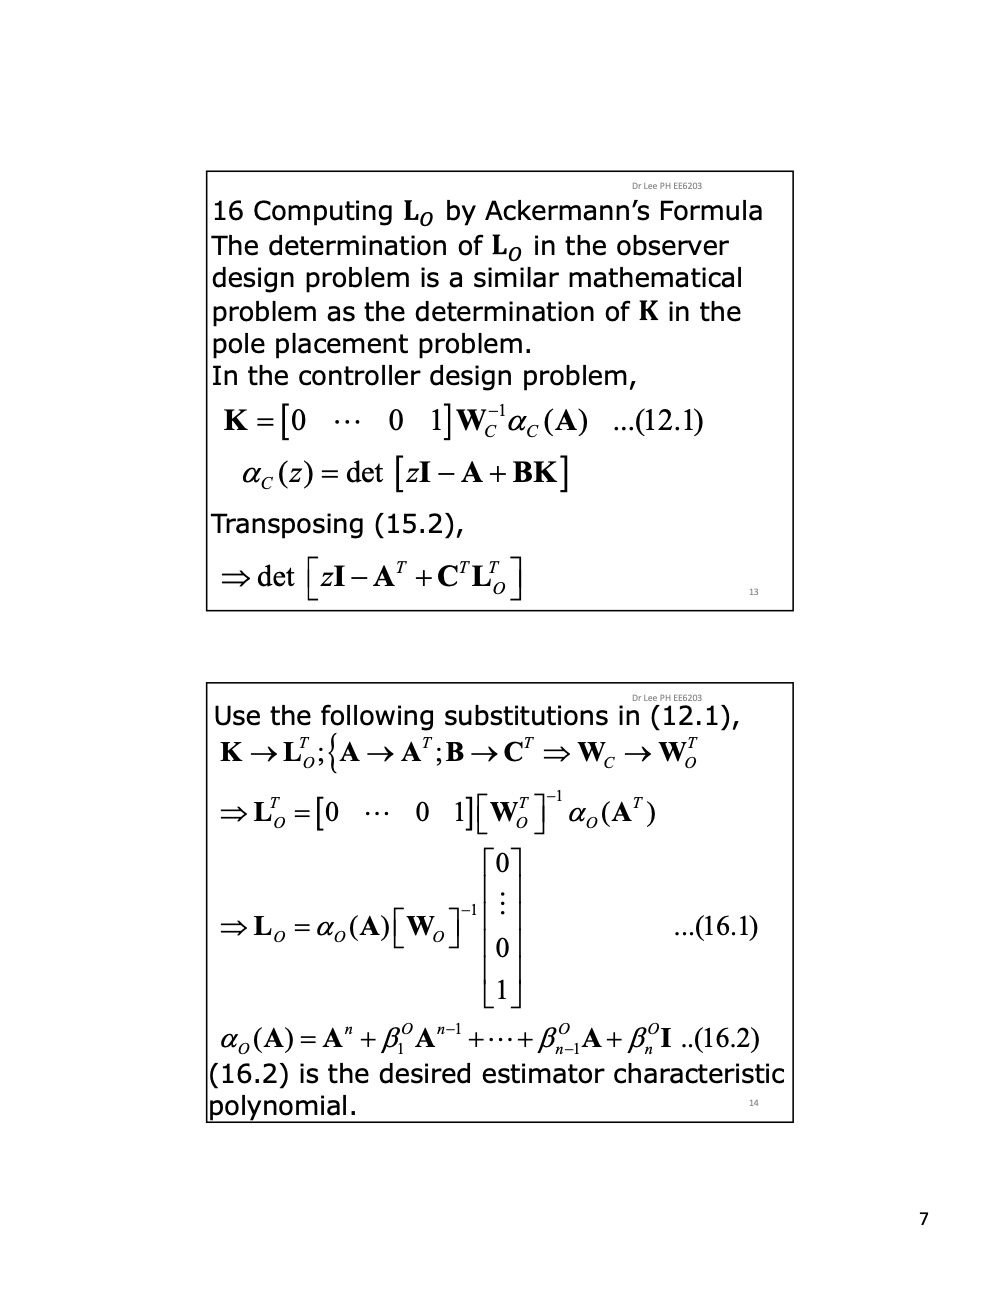 Dr Lee PH EE6203
16 Computing L_O by Ackermann’s Formula
The determination of L_O in the observer
design problem is a similar mathematical
problem as the determination of K in the
pole placement problem.
In the controller design problem,
K = [0 ⋯ 0 1] W_C^{-1} α_C (A) ...(12.1)
α_C (z) = det [zI − A + BK]
Transposing (15.2),
⇒ det [zI − A^T + C^T L_O^T]
13
Dr Lee PH EE6203
Use the following substitutions in (12.1),
K → L_O^T; {A → A^T; B → C^T ⇒ W_C → W_O^T
⇒ L_O^T = [0 ⋯ 0 1] [W_O^T]^{-1} α_O (A^T)
⇒ L_O = α_O (A) [W_O]^{-1} [0 ⋮ 0 1] ...(16.1)
α_O (A) = A^n + β_1^O A^{n−1} + ⋯ + β_{n−1}^O A + β_n^O I ..(16.2)
(16.2) is the desired estimator characteristic
polynomial.
14
7